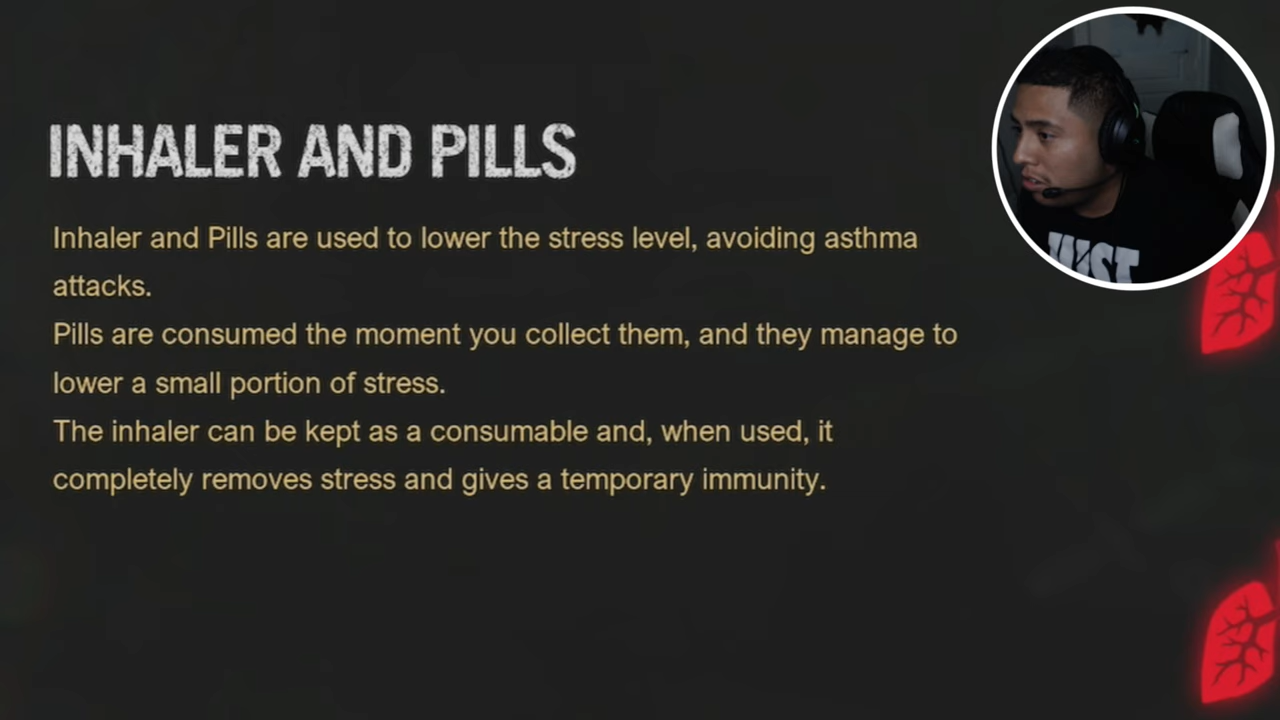 INHALER AND PILLS
Inhaler and Pills are used to lower the stress level, avoiding asthma
attacks.
Pills are consumed the moment you collect them, and they manage to
lower a small portion of stress.
The inhaler can be kept as a consumable and, when used, it
completely removes stress and gives a temporary immunity.